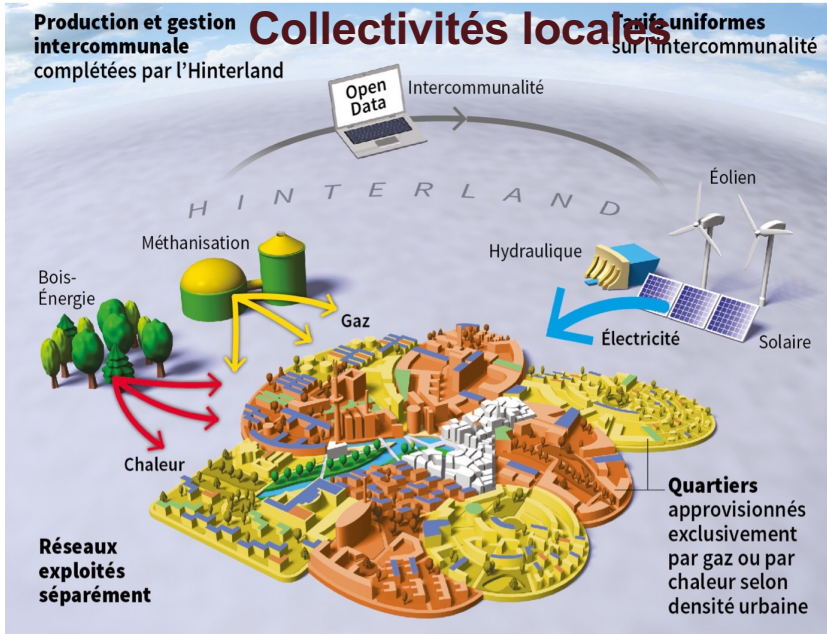 Collectivités locales
Production et gestion
intercommunale
complétées par l'Hinterland
Tarifs uniformes
sur l'intercommunalité
Open
Data
Intercommunalité
HINTERLAND
Éolien
Méthanisation
Hydraulique
Bois-
Énergie
Gaz
Électricité
Solaire
Chaleur
Quartiers
approvisionnés
exclusivement
par gaz ou par
chaleur selon
densité urbaine
Réseaux
exploités
séparément